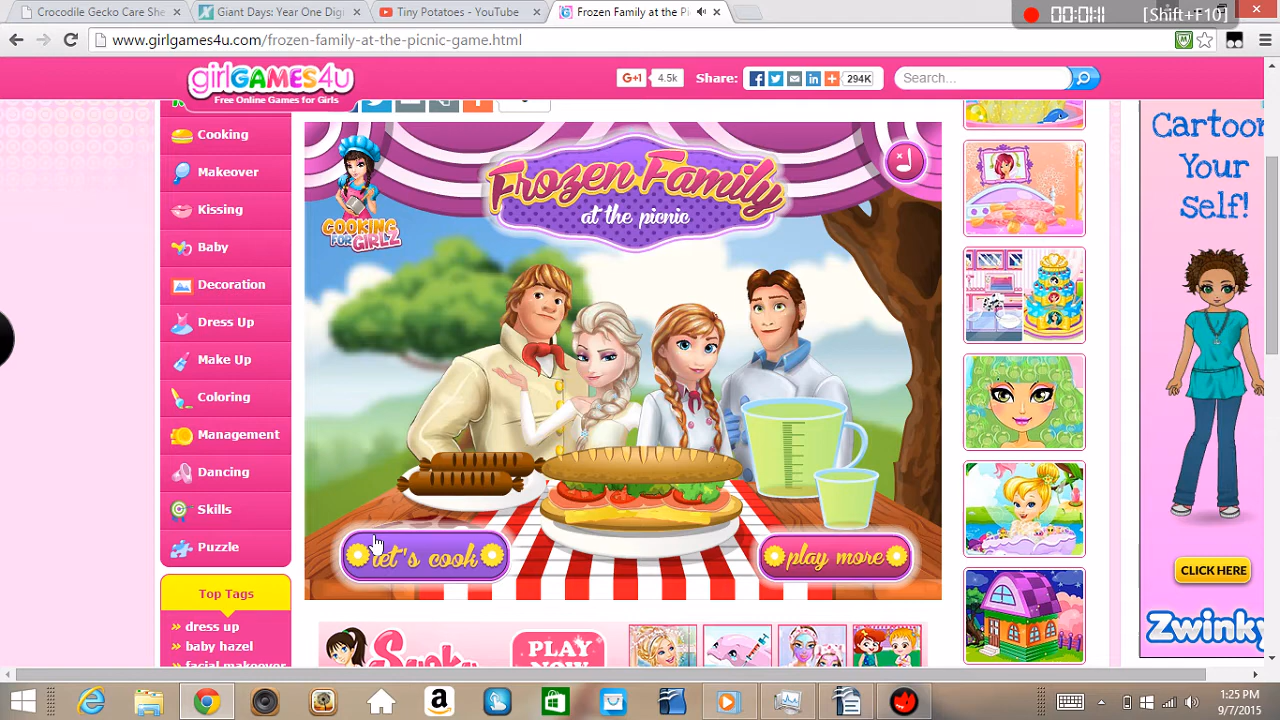 Crocodile Gecko Care She
Giant Days: Year One Digi
Tiny Potatoes - YouTube
Frozen Family at the Pi
00:01:11
[Shift+F10]
www.girlgames4u.com/frozen-family-at-the-picnic-game.html
girlGAMES4u
Free Online Games for Girls
G+1
4.5k
Share:
294K
Search...
Cooking
Makeover
Kissing
Baby
Decoration
Dress Up
Make Up
Coloring
Management
Dancing
Skills
Puzzle
Top Tags
dress up
baby hazel
facial makeover
COOKING
FOR GIRLZ
Frozen Family
at the picnic
let's cook
play more
PLAY
NOW
Cartoon
Your
self!
CLICK HERE
Zwinky
1:25 PM
9/7/2015